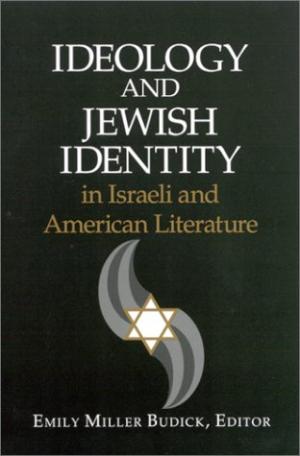 IDEOLOGY
AND
JEWISH
IDENTITY
in Israeli and
American Literature
EMILY MILLER BUDICK, EDITOR